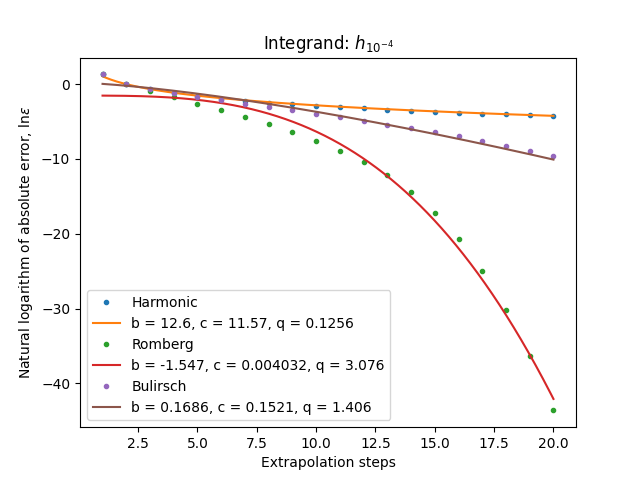 Integrand: $h_{10^{-4}}$
Natural logarithm of absolute error, lnε
0
−10
−20
−30
−40
Harmonic
b = 12.6, c = 11.57, q = 0.1256
Romberg
b = -1.547, c = 0.004032, q = 3.076
Bulirsch
b = 0.1686, c = 0.1521, q = 1.406
2.5 5.0 7.5 10.0 12.5 15.0 17.5 20.0
Extrapolation steps